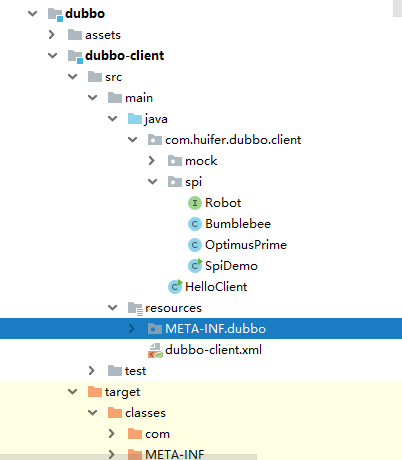 dubbo
assets
dubbo-client
src
main
java
com.huifer.dubbo.client
mock
spi
Robot
Bumblebee
OptimusPrime
SpiDemo
HelloClient
resources
META-INF.dubbo
dubbo-client.xml
test
target
classes
com
META-INF